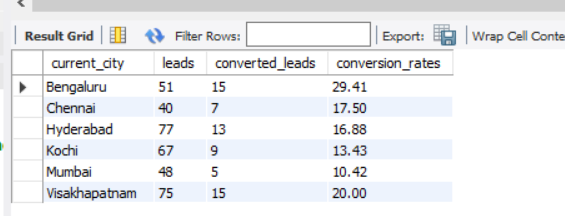 Result Grid Filter Rows: Export: Wrap Cell Conte
current_city leads converted_leads conversion_rates
Bengaluru 51 15 29.41
Chennai 40 7 17.50
Hyderabad 77 13 16.88
Kochi 67 9 13.43
Mumbai 48 5 10.42
Visakhapatnam 75 15 20.00